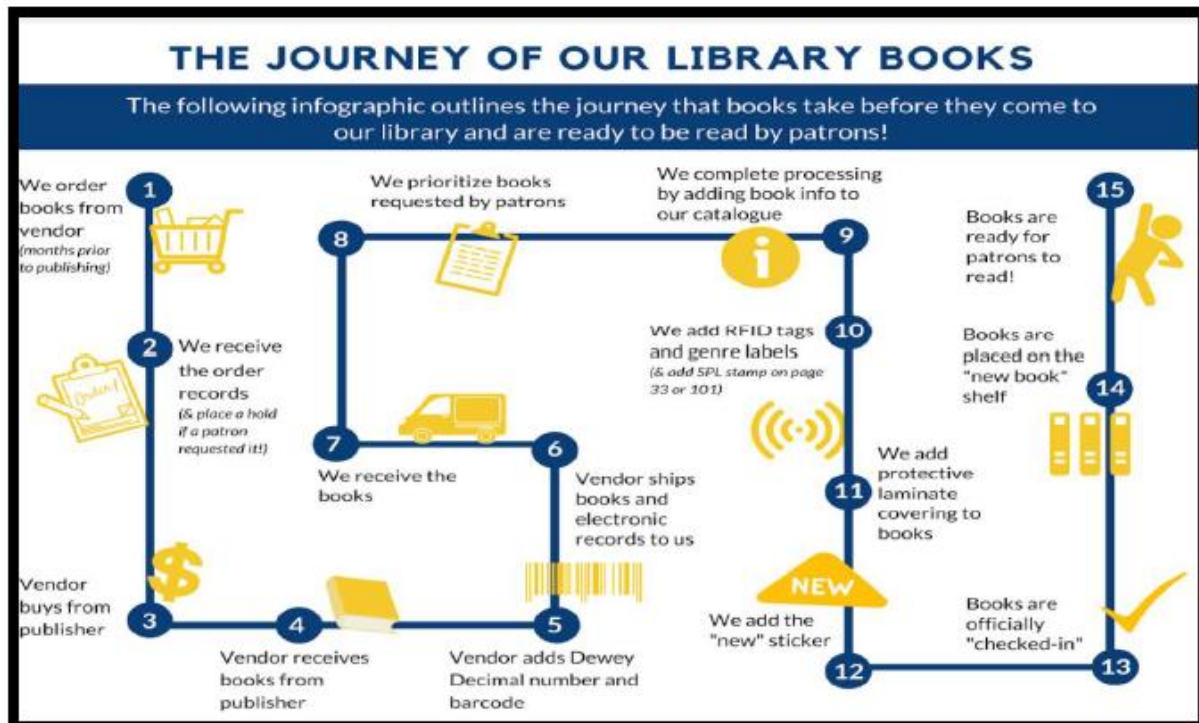 THE JOURNEY OF OUR LIBRARY BOOKS
The following infographic outlines the journey that books take before they come to
our library and are ready to be read by patrons!
1
We order
books from
vendor
(months prior
to publishing)
2
We receive
the order
records
(& place a hold
if a patron
requested it!)
Order!
3
Vendor
buys from
publisher
$
4
Vendor receives
books from
publisher
5
Vendor adds Dewey
Decimal number and
barcode
6
Vendor ships
books and
electronic
records to us
7
We receive the
books
8
We prioritize books
requested by patrons
9
We complete processing
by adding book info to
our catalogue
i
10
We add RFID tags
and genre labels
(& add SPL stamp on page
33 or 101)
11
We add
protective
laminate
covering to
books
12
We add the
"new" sticker
NEW
13
Books are
officially
"checked-in"
14
Books are
placed on the
"new book"
shelf
15
Books are
ready for
patrons to
read!